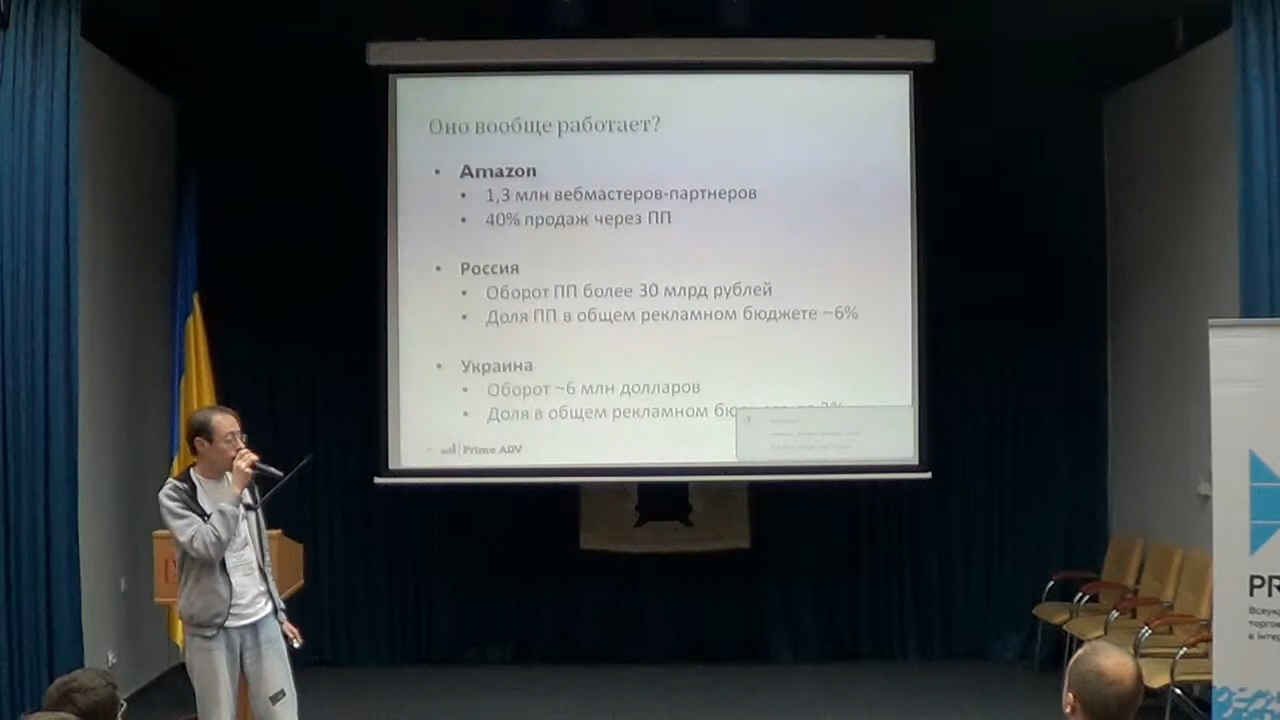 Оно вообще работает?
• Amazon
• 1,3 млн вебмастеров-партнеров
• 40% продаж через ПП
• Россия
• Оборот ПП более 30 млрд рублей
• Доля ПП в общем рекламном бюджете ~6%
• Украина
• Оборот ~6 млн долларов
• Доля в общем рекламном
Prime ADV
PR